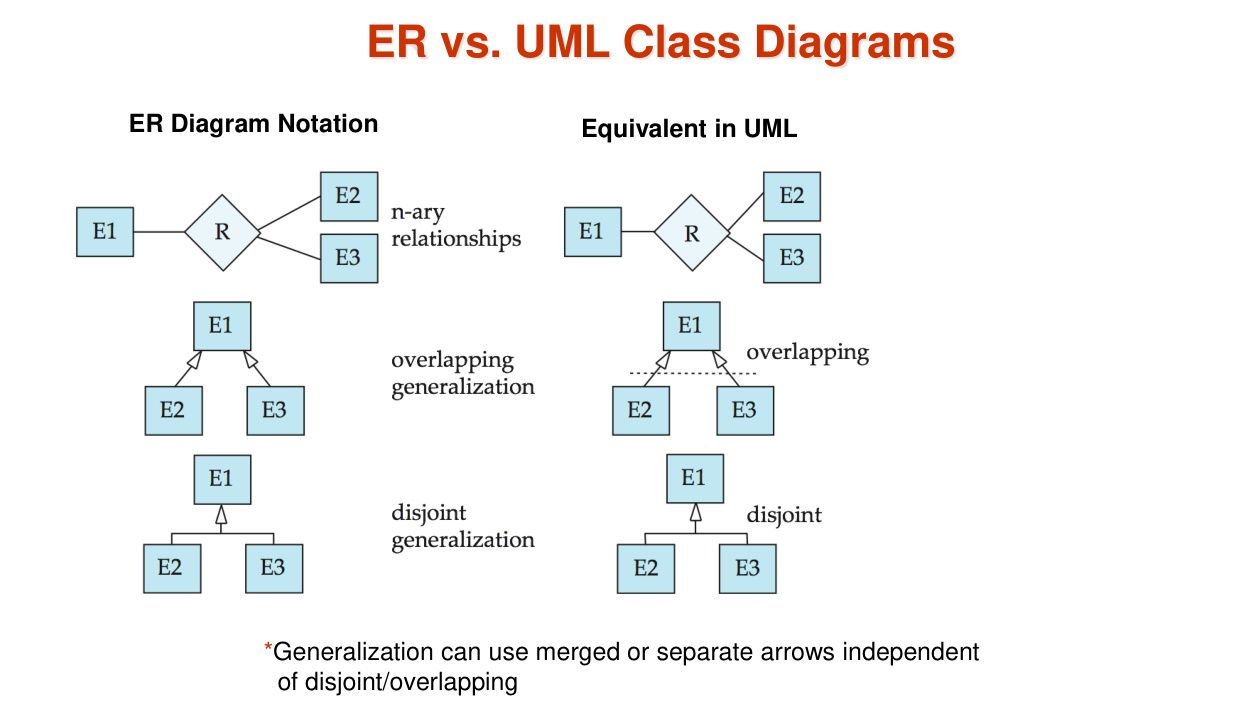 ER vs. UML Class Diagrams
ER Diagram Notation
Equivalent in UML
E1
R
E2
E3
n-ary
relationships
E1
R
E2
E3
E1
E2
E3
overlapping
generalization
E1
overlapping
E2
E3
E1
E2
E3
disjoint
generalization
E1
disjoint
E2
E3
*Generalization can use merged or separate arrows independent
of disjoint/overlapping